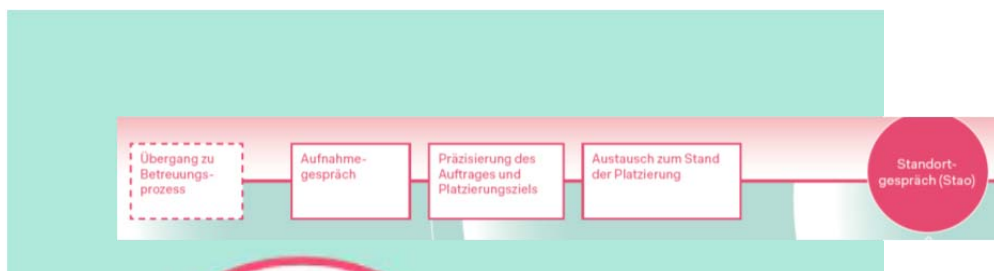 Übergang zu
Betreuungs-
prozess
Aufnahme-
gespräch
Präzisierung des
Auftrages und
Platzierungsziels
Austausch zum Stand
der Platzierung
Standort-
gespräch (Stao)